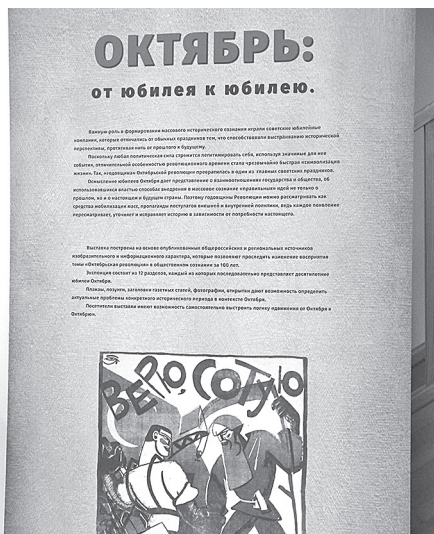 ОКТЯБРЬ:
от юбилея к юбилею.
Важную роль в формировании массового исторического сознания играли советские юбилейные
кампании, которые отличались от обычных праздников тем, что способствовали выстраиванию исторической
перспективы, протягивая нить от прошлого к будущему.
Поскольку любая политическая сила стремится легитимировать себя, используя значимые для нее
события, отличительной особенностью революционного времени стала «чрезвычайно быстрая «символизация
жизни». Так, «годовщина» Октябрьской революции превратилась в один из главных советских праздников.
Осмысление юбилеев Октября дает представление о взаимоотношении государства и общества, об
использовавшихся властью способах внедрения в массовое сознание «правильных» идей не только о
прошлом, но и о настоящем и будущем страны. Поэтому годовщины Революции можно рассматривать как
средства мобилизации масс, пропаганды постулатов внешней и внутренней политики, ведь каждое поколение
пересматривает, уточняет и исправляет историю в зависимости от потребности настоящего.
Выставка построена на основе опубликованных общероссийских и региональных источников
изобразительного и информационного характера, которые позволяют проследить изменение восприятия
темы «Октябрьская революция» в общественном сознании за 100 лет.
Экспозиция состоит из 12 разделов, каждый из которых последовательно представляет десятилетние
юбилеи Октября.
Плакаты, лозунги, заголовки газетных статей, фотографии, открытки дают возможность определить
актуальные проблемы конкретного исторического периода в контексте Октября.
Посетители выставки имеют возможность самостоятельно выстроить логику «движения от Октября к
Октябрю».
ВЕРЮ, СОТУЮ